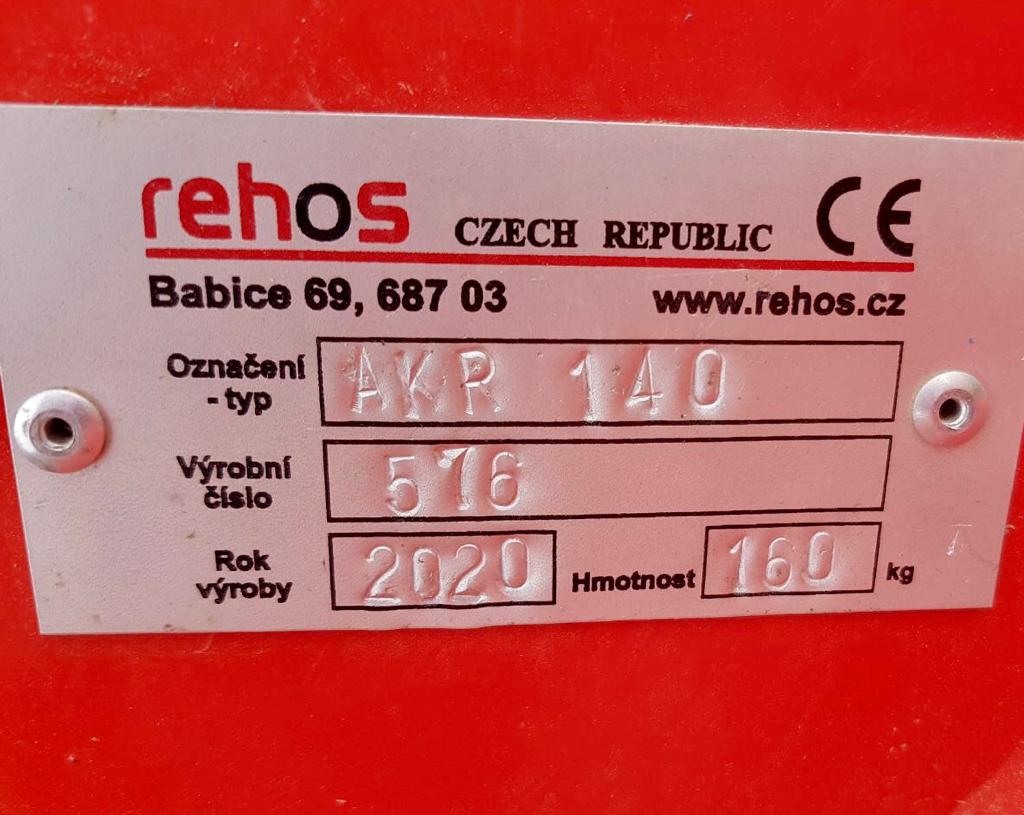 rehos CZECH REPUBLIC CE
Babice 69, 687 03 www.rehos.cz
Označení
- typ
AKR 140
Výrobní
číslo
576
Rok
výroby
2020 Hmotnost 160 kg